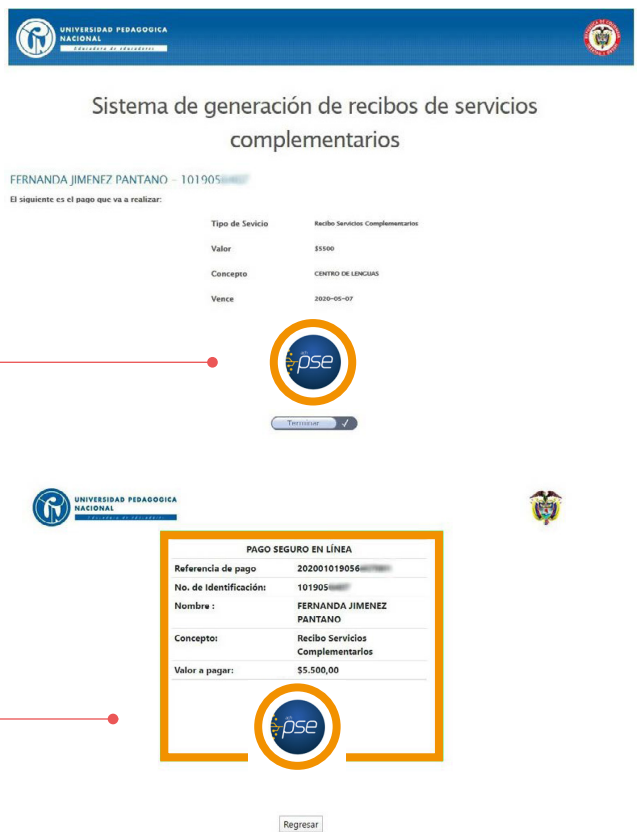 UNIVERSIDAD PEDAGOGICA
NACIONAL
Educadora de educadores
Sistema de generación de recibos de servicios
complementarios
FERNANDA JIMENEZ PANTANO - 101905
El siguiente es el pago que va a realizar:
Tipo de Sevicio Recibo Servicios Complementarios
Valor $5500
Concepto CENTRO DE LENGUAS
Vence 2020-05-07
pse
Terminar
UNIVERSIDAD PEDAGOGICA
NACIONAL
PAGO SEGURO EN LÍNEA
Referencia de pago 202001019056
No. de Identificación: 101905
Nombre : FERNANDA JIMENEZ
PANTANO
Concepto: Recibo Servicios
Complementarios
Valor a pagar: $5.500,00
pse
Regresar